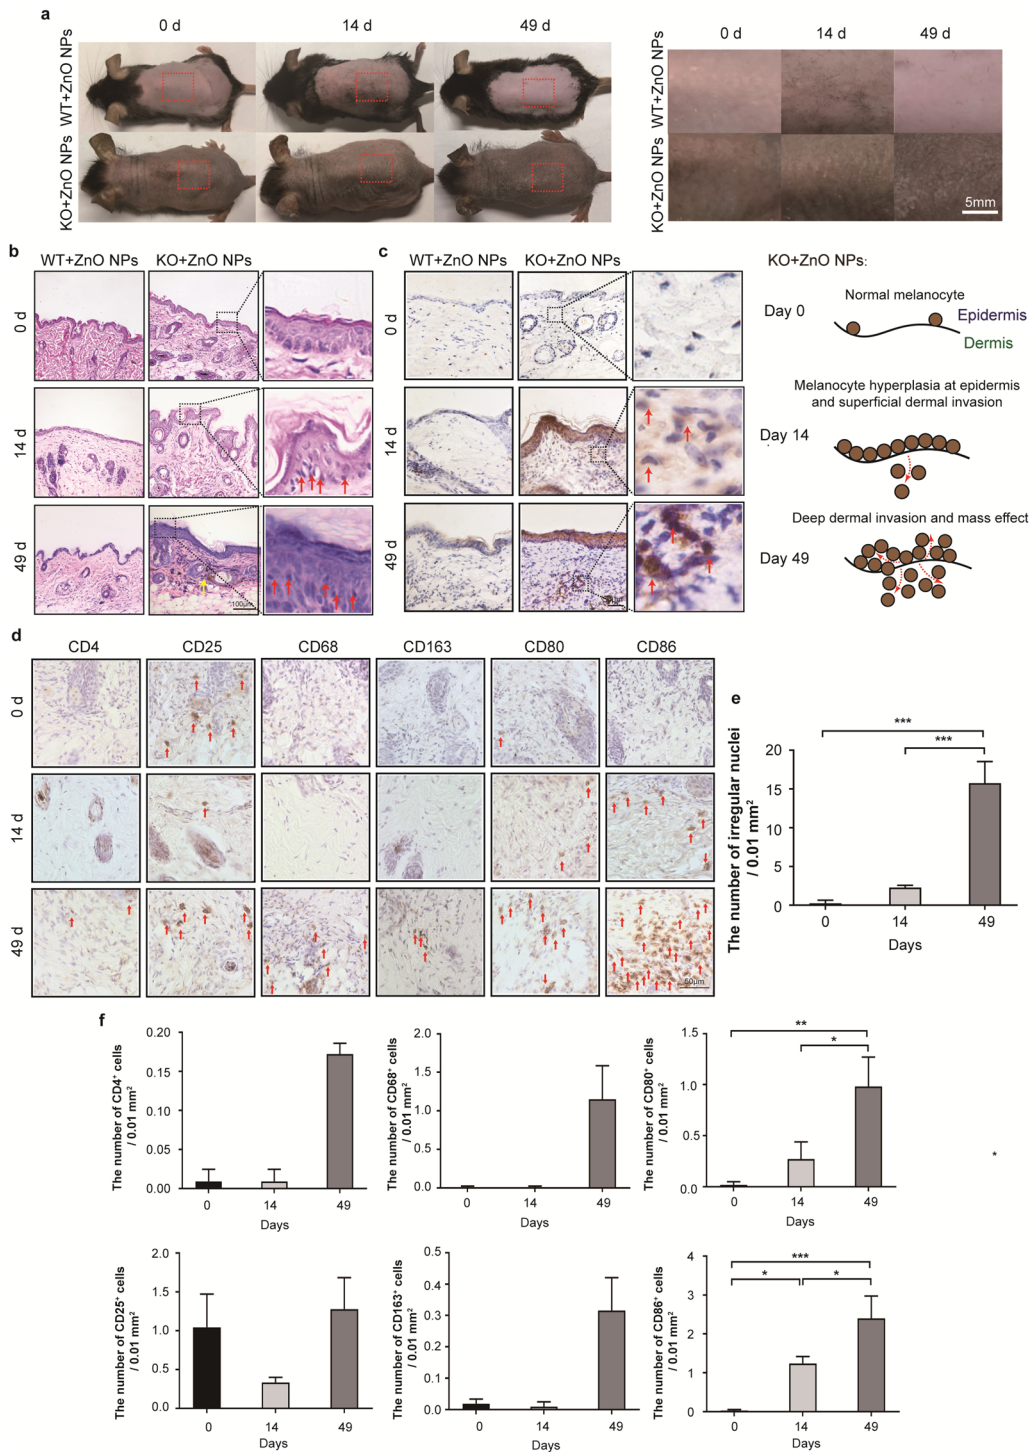 a
0 d 14 d 49 d
WT+ZnO NPs
KO+ZnO NPs
0 d 14 d 49 d
WT+ZnO NPs
KO+ZnO NPs
5mm
b
WT+ZnO NPs KO+ZnO NPs
0 d
14 d
49 d
100μm
c
WT+ZnO NPs KO+ZnO NPs
0 d
14 d
49 d
KO+ZnO NPs:
Day 0
Normal melanocyte
Epidermis
Dermis
Melanocyte hyperplasia at epidermis
and superficial dermal invasion
Day 14
Deep dermal invasion and mass effect
Day 49
d
CD4 CD25 CD68 CD163 CD80 CD86
0 d
14 d
49 d
50μm
e
The number of irregular nuclei
/ 0.01 mm²
***
***
20
15
10
5
0
0 14 49
Days
f
The number of CD4⁺ cells
/ 0.01 mm²
0.20
0.15
0.10
0.05
0.00
0 14 49
Days
The number of CD68⁺ cells
/ 0.01 mm²
2.0
1.5
1.0
0.5
0.0
0 14 49
Days
The number of CD80⁺ cells
/ 0.01 mm²
**
*
1.5
1.0
0.5
0.0
0 14 49
Days
*
The number of CD25⁺ cells
/ 0.01 mm²
2.0
1.5
1.0
0.5
0.0
0 14 49
Days
The number of CD163⁺ cells
/ 0.01 mm²
0.5
0.4
0.3
0.2
0.1
0.0
0 14 49
Days
The number of CD86⁺ cells
/ 0.01 mm²
***
* *
4
3
2
1
0
0 14 49
Days